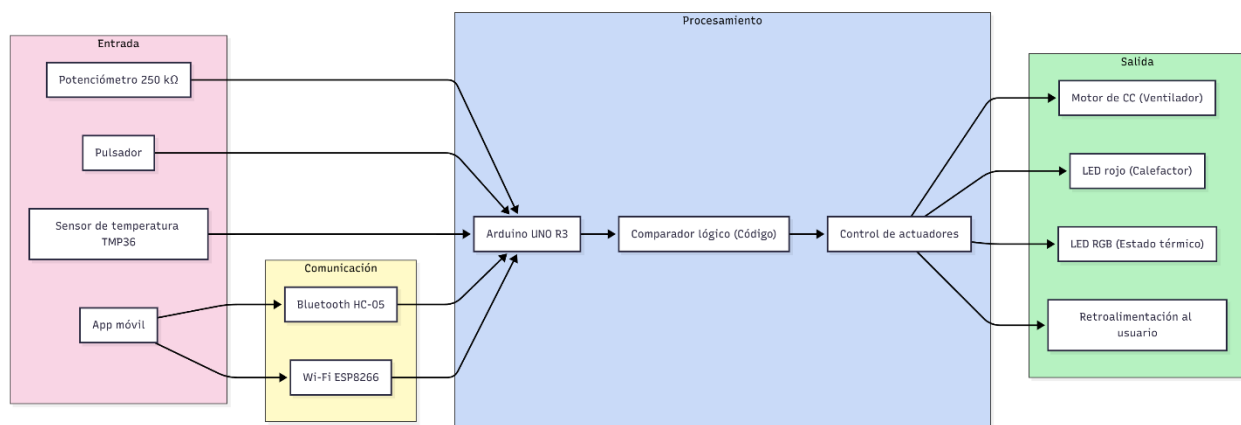 Entrada
Potenciómetro 250 kΩ
Pulsador
Sensor de temperatura
TMP36
App móvil
Comunicación
Bluetooth HC-05
Wi-Fi ESP8266
Procesamiento
Arduino UNO R3
Comparador lógico (Código)
Control de actuadores
Salida
Motor de CC (Ventilador)
LED rojo (Calefactor)
LED RGB (Estado térmico)
Retroalimentación al
usuario